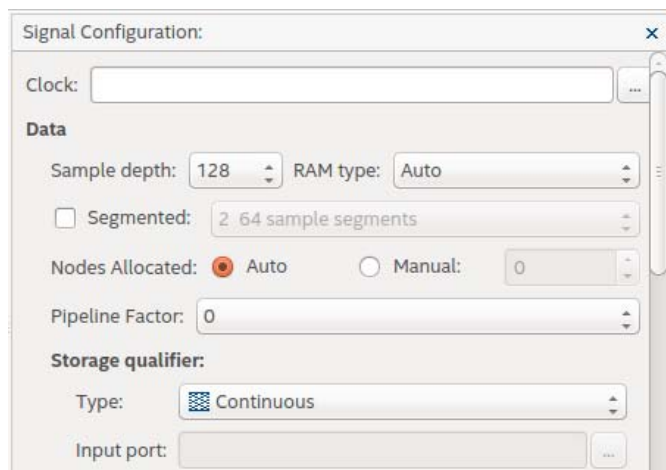 Signal Configuration:
Clock: ...
Data
Sample depth: 128 RAM type: Auto
Segmented: 2 64 sample segments
Nodes Allocated: Auto Manual: 0
Pipeline Factor: 0
Storage qualifier:
Type: Continuous
Input port: ...